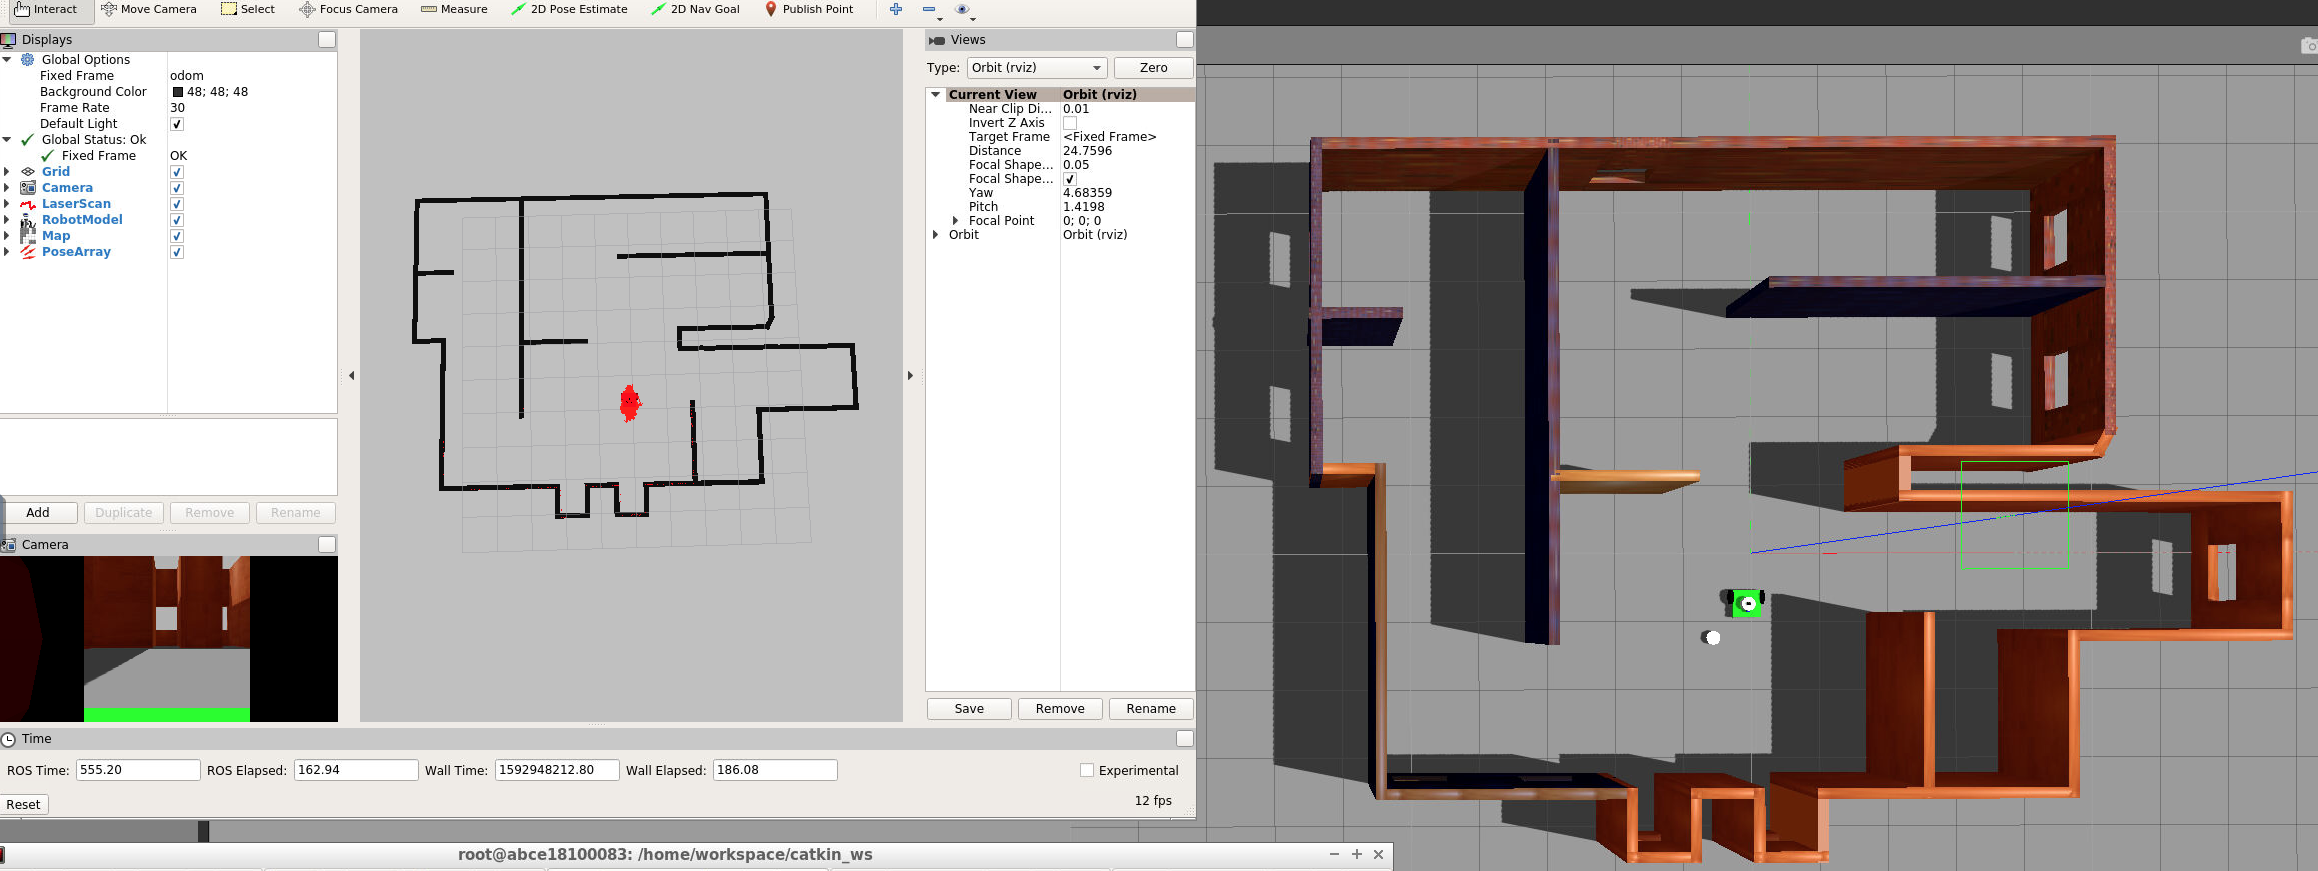 Interact Move Camera Select Focus Camera Measure 2D Pose Estimate 2D Nav Goal Publish Point
Displays
Global Options
Fixed Frame odom
Background Color 48; 48; 48
Frame Rate 30
Default Light
Global Status: Ok
Fixed Frame OK
Grid
Camera
LaserScan
RobotModel
Map
PoseArray
Add Duplicate Remove Rename
Camera
Views
Type: Orbit (rviz) Zero
Current View Orbit (rviz)
Near Clip Di... 0.01
Invert Z Axis
Target Frame <Fixed Frame>
Distance 24.7596
Focal Shape... 0.05
Focal Shape...
Yaw 4.68359
Pitch 1.4198
Focal Point 0; 0; 0
Orbit Orbit (rviz)
Save Remove Rename
Time
ROS Time: 555.20 ROS Elapsed: 162.94 Wall Time: 1592948212.80 Wall Elapsed: 186.08 Experimental
Reset 12 fps
root@abce18100083: /home/workspace/catkin_ws